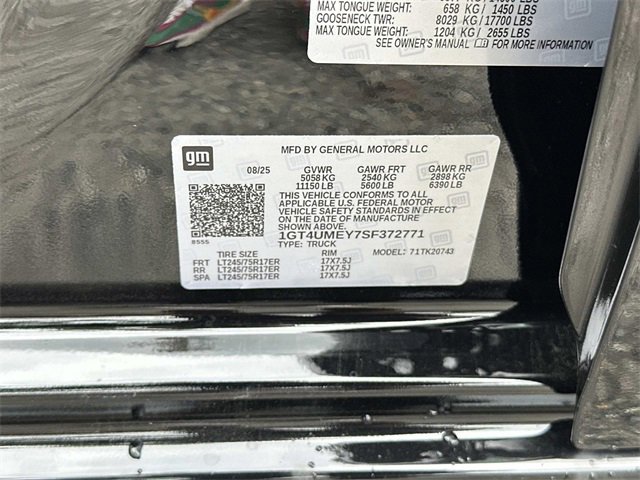 MAX TONGUE WEIGHT: 658 KG / 1450 LBS
GOOSENECK TWR: 8029 KG / 17700 LBS
MAX TONGUE WEIGHT: 1204 KG / 2655 LBS
SEE OWNER'S MANUAL FOR MORE INFORMATION
gm
MFD BY GENERAL MOTORS LLC
08/25 GVWR GAWR FRT GAWR RR
5058 KG 2540 KG 2898 KG
11150 LB 5600 LB 6390 LB
THIS VEHICLE CONFORMS TO ALL
APPLICABLE U.S. FEDERAL MOTOR
VEHICLE SAFETY STANDARDS IN EFFECT
ON THE DATE OF MANUFACTURE
SHOWN ABOVE.
1GT4UMEY7SF372771
8555
TYPE: TRUCK MODEL: 71TK20743
TIRE SIZE RIM
FRT LT245/75R17ER 17X7.5J
RR LT245/75R17ER 17X7.5J
SPA LT245/75R17ER 17X7.5J